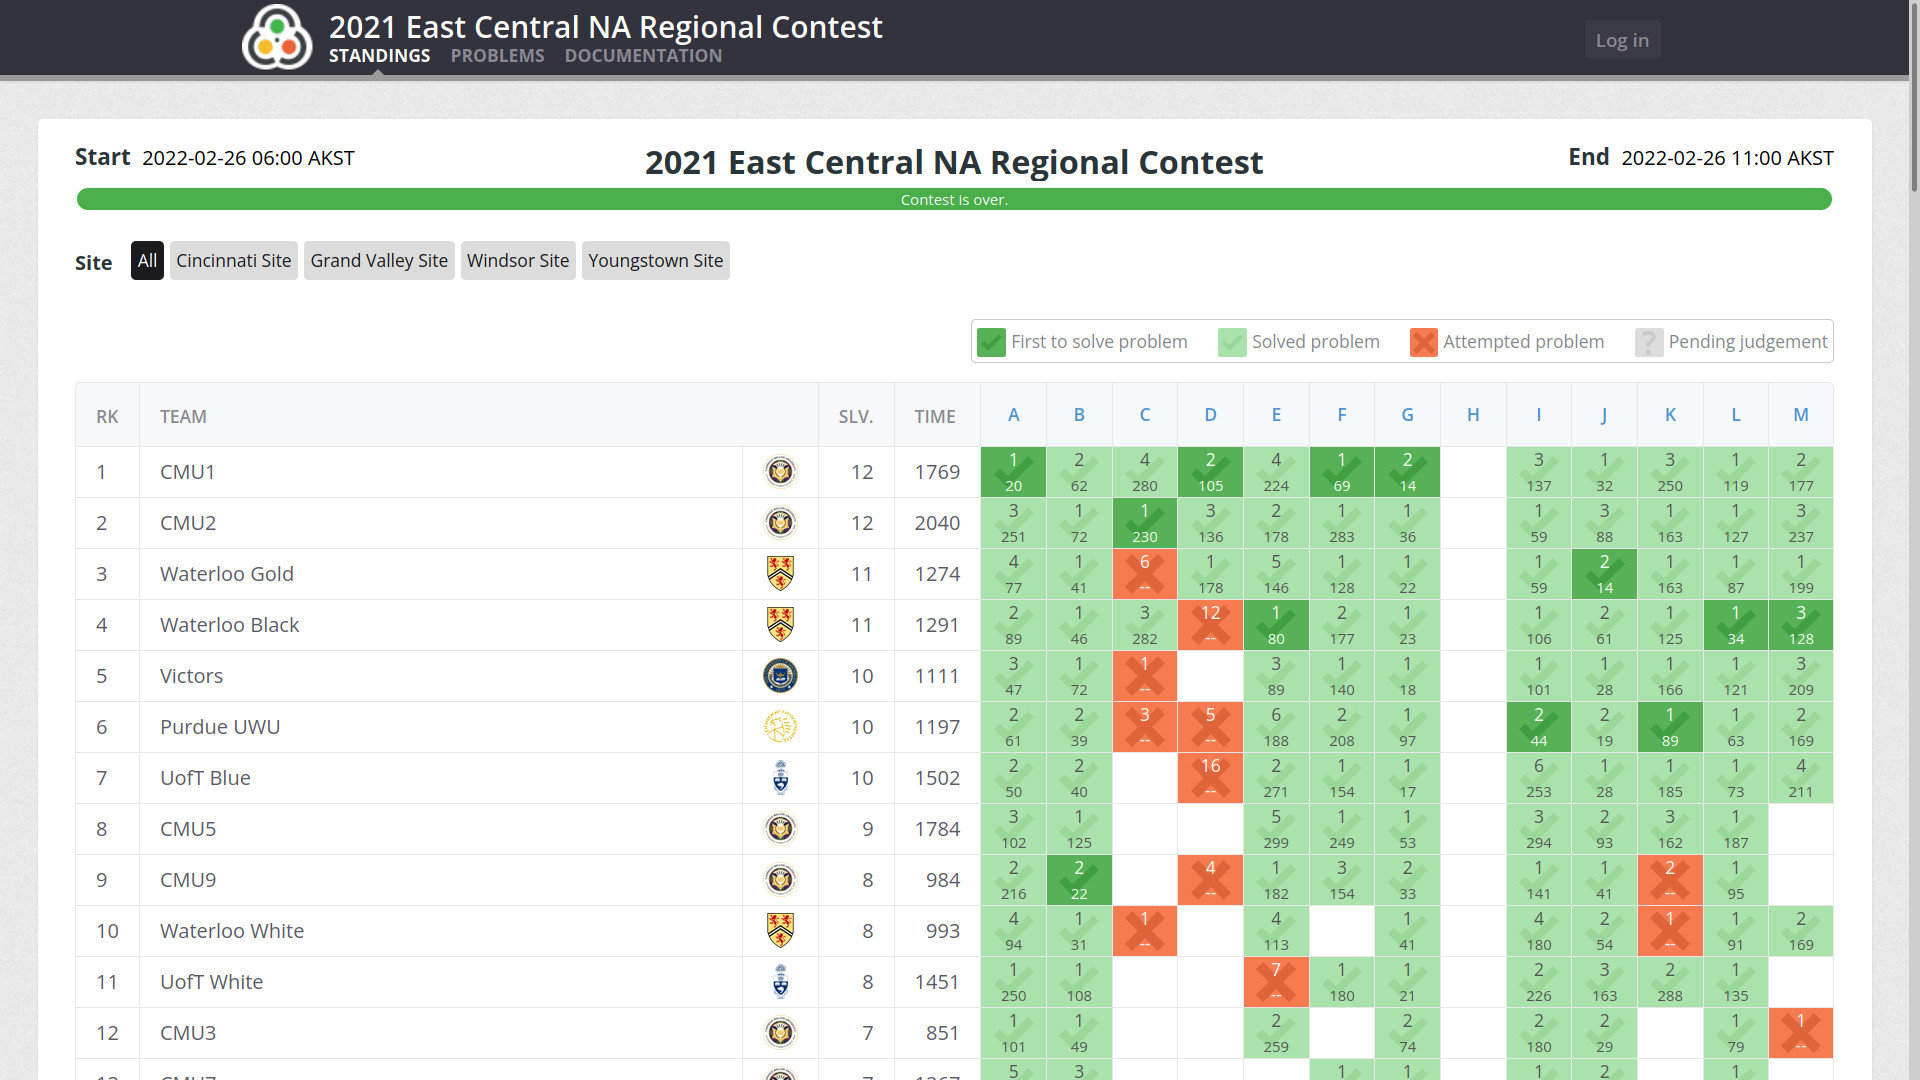 2021 East Central NA Regional Contest
STANDINGS PROBLEMS DOCUMENTATION
Log in
Start 2022-02-26 06:00 AKST
2021 East Central NA Regional Contest
End 2022-02-26 11:00 AKST
Contest is over.
Site All Cincinnati Site Grand Valley Site Windsor Site Youngstown Site
First to solve problem Solved problem Attempted problem ? Pending judgement
RK TEAM SLV. TIME A B C D E F G H I J K L M
1 CMU1 12 1769 1 2 4 2 4 1 2 3 1 3 1 2
20 62 280 105 224 69 14 137 32 250 119 177
2 CMU2 12 2040 3 1 1 3 2 1 1 1 3 1 1 3
251 72 230 136 178 283 36 59 88 163 127 237
3 Waterloo Gold 11 1274 4 1 6 1 5 1 1 1 2 1 1 1
77 41 -- 178 146 128 22 59 14 163 87 199
4 Waterloo Black 11 1291 2 1 3 12 1 2 1 1 2 1 1 3
89 46 282 -- 80 177 23 106 61 125 34 128
5 Victors 10 1111 3 1 1 3 1 1 1 1 1 1 3
47 72 -- 89 140 18 101 28 166 121 209
6 Purdue UWU 10 1197 2 2 3 5 6 2 1 2 2 1 1 2
61 39 -- -- 188 208 97 44 19 89 63 169
7 UofT Blue 10 1502 2 2 16 2 1 1 6 1 1 1 4
50 40 -- 271 154 17 253 28 185 73 211
8 CMU5 9 1784 3 1 5 1 1 3 2 3 1
102 125 299 249 53 294 93 162 187
9 CMU9 8 984 2 2 4 1 3 2 1 1 2 1
216 22 -- 182 154 33 141 41 -- 95
10 Waterloo White 8 993 4 1 1 4 1 4 2 1 1 2
94 31 -- 113 41 180 54 -- 91 169
11 UofT White 8 1451 1 1 7 1 1 2 3 2 1
250 108 -- 180 21 226 163 288 135
12 CMU3 7 851 1 1 2 2 2 2 1 1
101 49 259 74 180 29 79 --
5 3 1 1 1 2 1